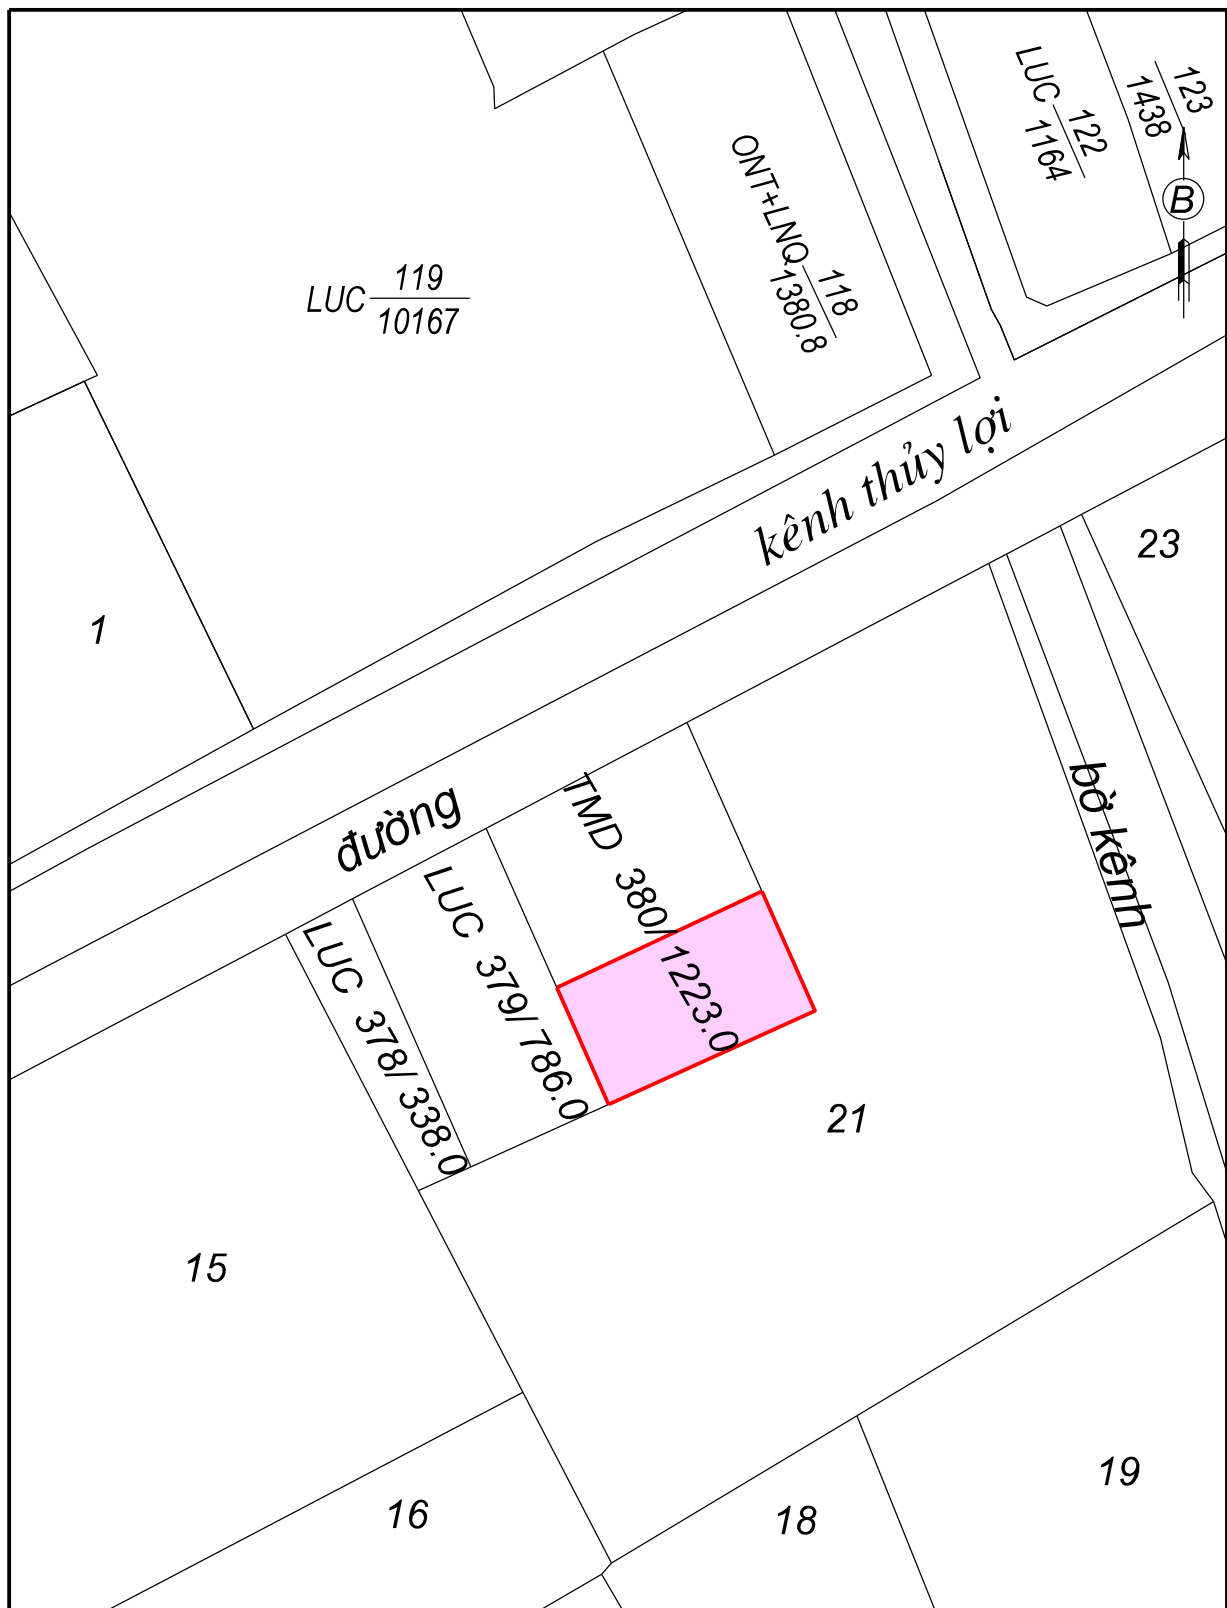 LUC 122
1164
123
1438
B
ONT+LNQ 118
1380.8
LUC 119
10167
kênh thủy lợi
23
1
đường
bờ kênh
TMD 380/1223.0
LUC 379/786.0
LUC 378/338.0
21
15
16
18
19